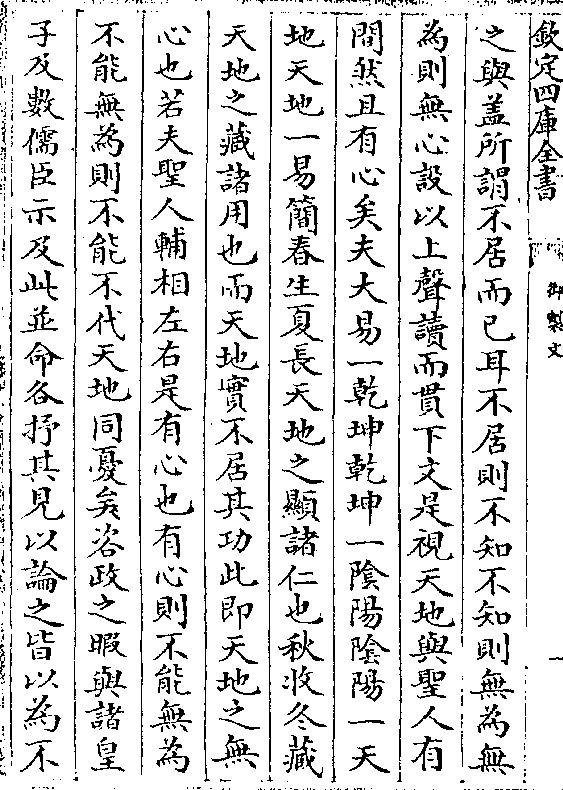 欽定四庫全書
御製文
一
之與盖所謂不居而已耳不居則不知不知則無為無
為則無心設以上聲讀而貫下文是視天地與聖人有
間然且有心矣夫大易一乾坤乾坤一陰陽陰陽一天
地天地一易簡春生夏長天地之顯諸仁也秋收冬藏
天地之藏諸用也而天地實不居其功此即天地之無
心也若夫聖人輔相左右是有心也有心則不能無為
不能無為則不能不代天地同憂矣咨政之暇與諸皇
子及數儒臣示及此並命各抒其見以論之皆以為不